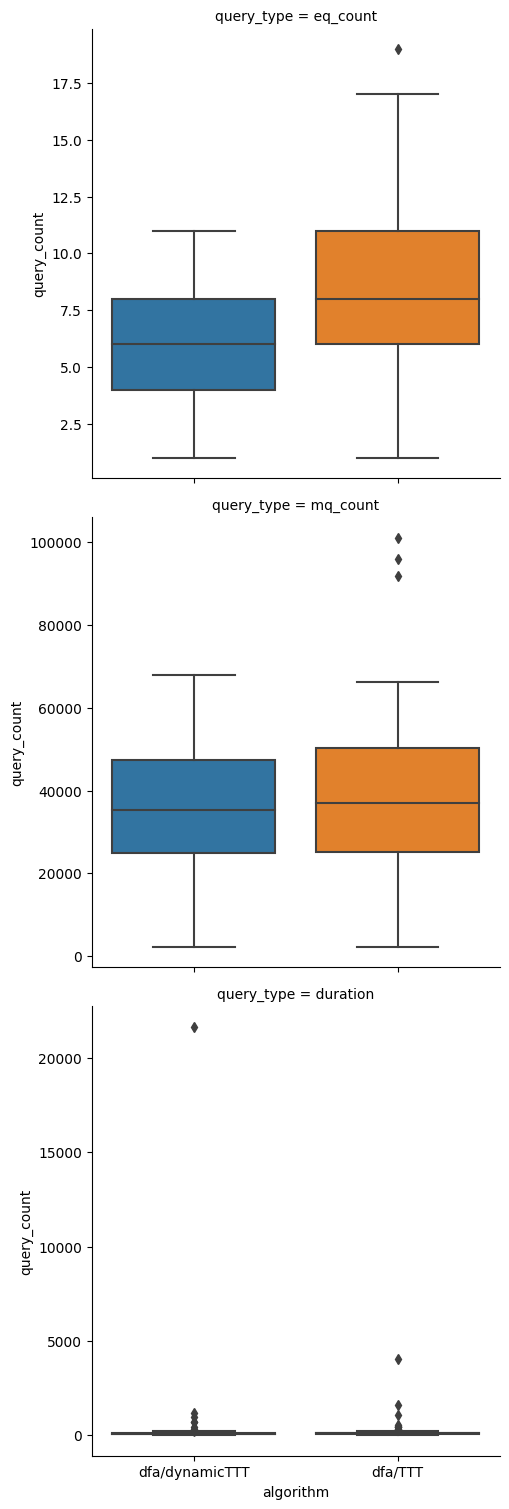 query_type = eq_count
17.5
15.0
12.5
10.0
7.5
5.0
2.5
query_count
query_type = mq_count
100000
80000
60000
40000
20000
0
query_count
query_type = duration
20000
15000
10000
5000
0
query_count
dfa/dynamicTTT dfa/TTT
algorithm